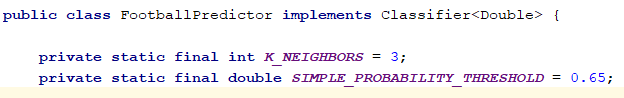 public class FootballPredictor implements Classifier<Double> {
private static final int K_NEIGHBORS = 3;
private static final double SIMPLE_PROBABILITY_THRESHOLD = 0.65;